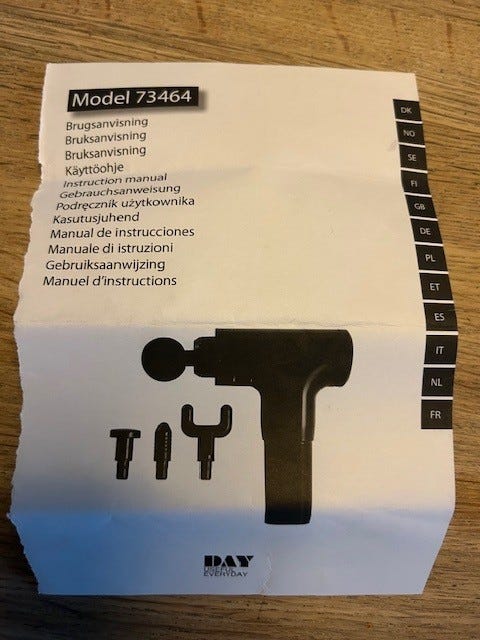 Model 73464
Brugsanvisning
Bruksanvisning
Bruksanvisning
Käyttöohje
Instruction manual
Gebrauchsanweisung
Podręcznik użytkownika
Kasutusjuhend
Manual de instrucciones
Manuale di istruzioni
Gebruiksaanwijzing
Manuel d'instructions
DK
NO
SE
FI
GB
DE
PL
ET
ES
IT
NL
FR
DAY
USEFUL
EVERYDAY